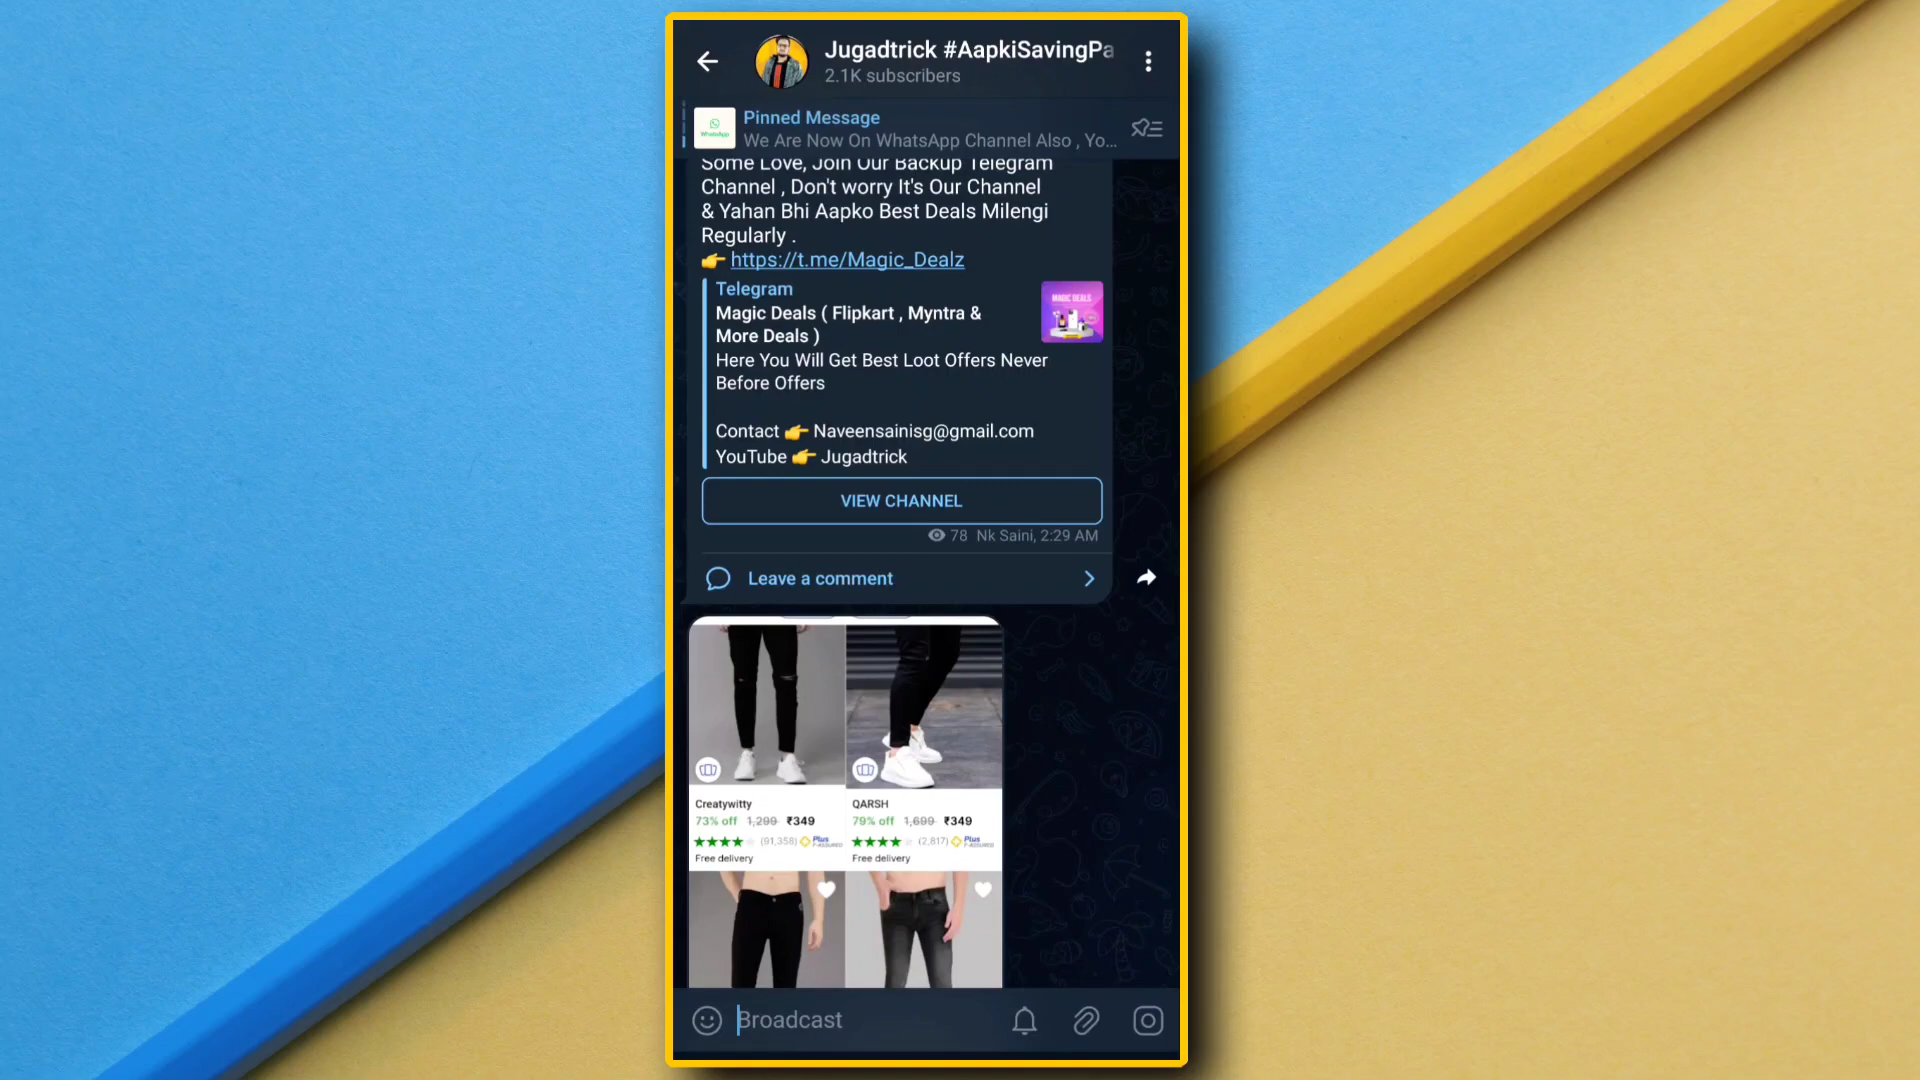 Jugadtrick #AapkiSavingPa
2.1K subscribers
Pinned Message
We Are Now On WhatsApp Channel Also , Yo...
WhatsApp
Some Love, Join Our Backup Telegram
Channel , Don't worry It's Our Channel
& Yahan Bhi Aapko Best Deals Milengi
Regularly .
👉 https://t.me/Magic_Dealz
Telegram
Magic Deals ( Flipkart , Myntra &
More Deals )
MAGIC DEALS
Here You Will Get Best Loot Offers Never
Before Offers
Contact 👉 Naveensainisg@gmail.com
YouTube 👉 Jugadtrick
VIEW CHANNEL
78 Nk Saini, 2:29 AM
Leave a comment
Creatywitty
73% off 1,299 ₹349
(91,358) Plus
F-ASSURED
Free delivery
QARSH
79% off 1,699 ₹349
(2,817) Plus
F-ASSURED
Free delivery
Broadcast